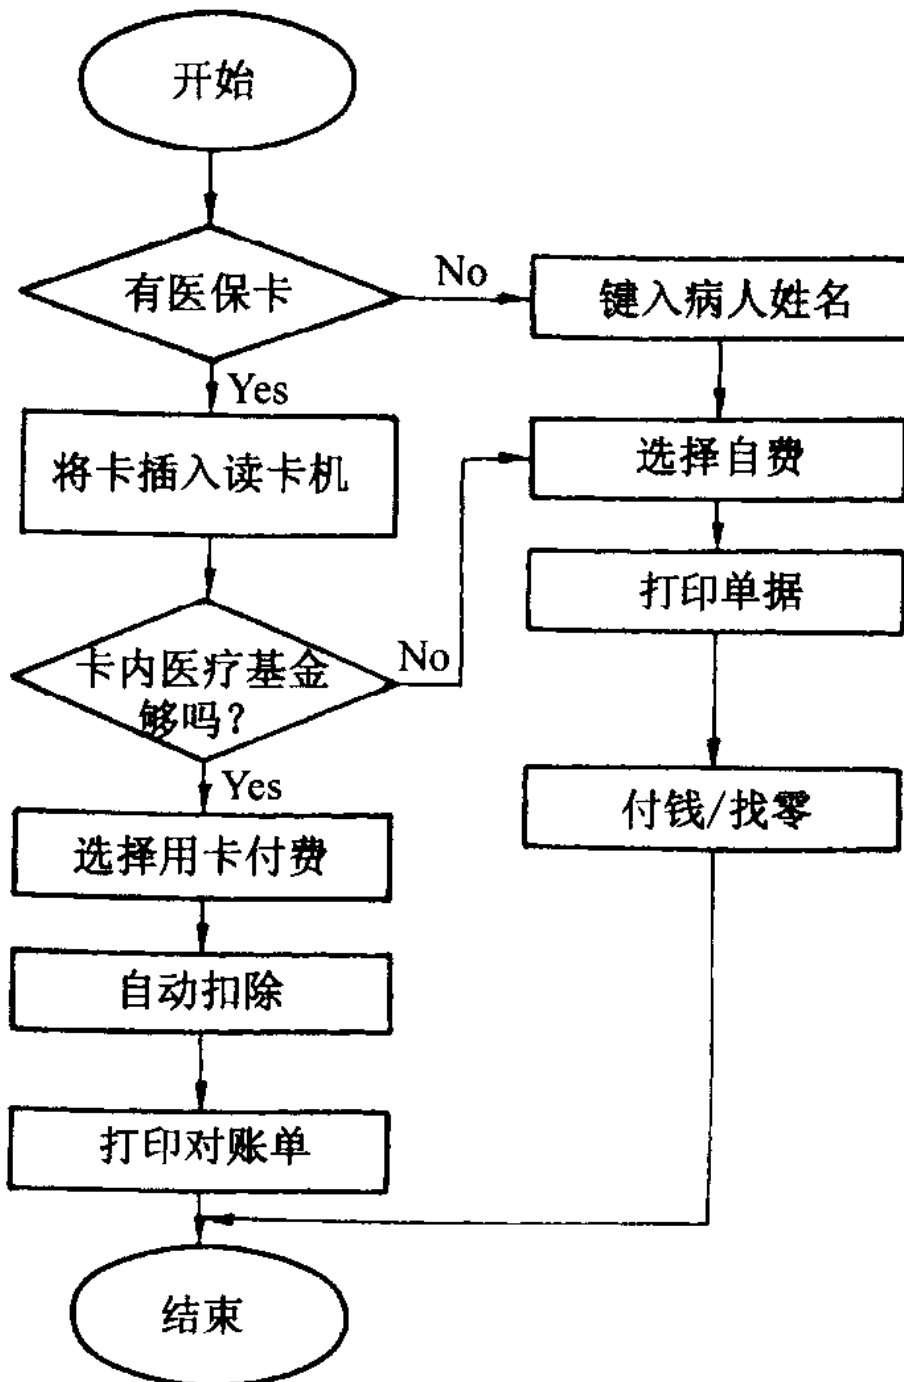 开始
有医保卡
No
键入病人姓名
Yes
将卡插入读卡机
选择自费
打印单据
卡内医疗基金
够吗?
No
Yes
选择用卡付费
付钱/找零
自动扣除
打印对账单
结束